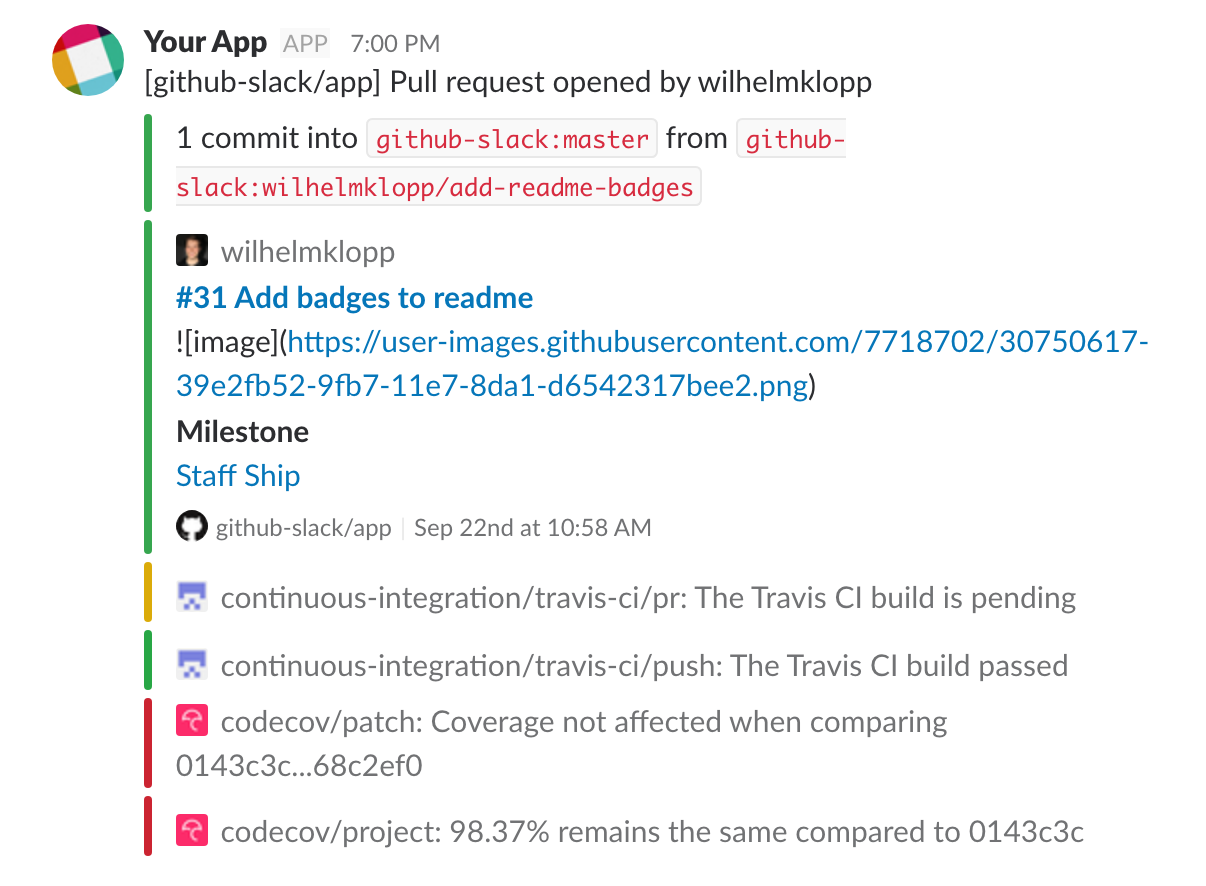 Your App APP 7:00 PM
[github-slack/app] Pull request opened by wilhelmklopp
1 commit into github-slack:master from github-
slack:wilhelmklopp/add-readme-badges
wilhelmklopp
#31 Add badges to readme
![image](https://user-images.githubusercontent.com/7718702/30750617-
39e2fb52-9fb7-11e7-8da1-d6542317bee2.png)
Milestone
Staff Ship
github-slack/app Sep 22nd at 10:58 AM
continuous-integration/travis-ci/pr: The Travis CI build is pending
continuous-integration/travis-ci/push: The Travis CI build passed
codecov/patch: Coverage not affected when comparing
0143c3c...68c2ef0
codecov/project: 98.37% remains the same compared to 0143c3c